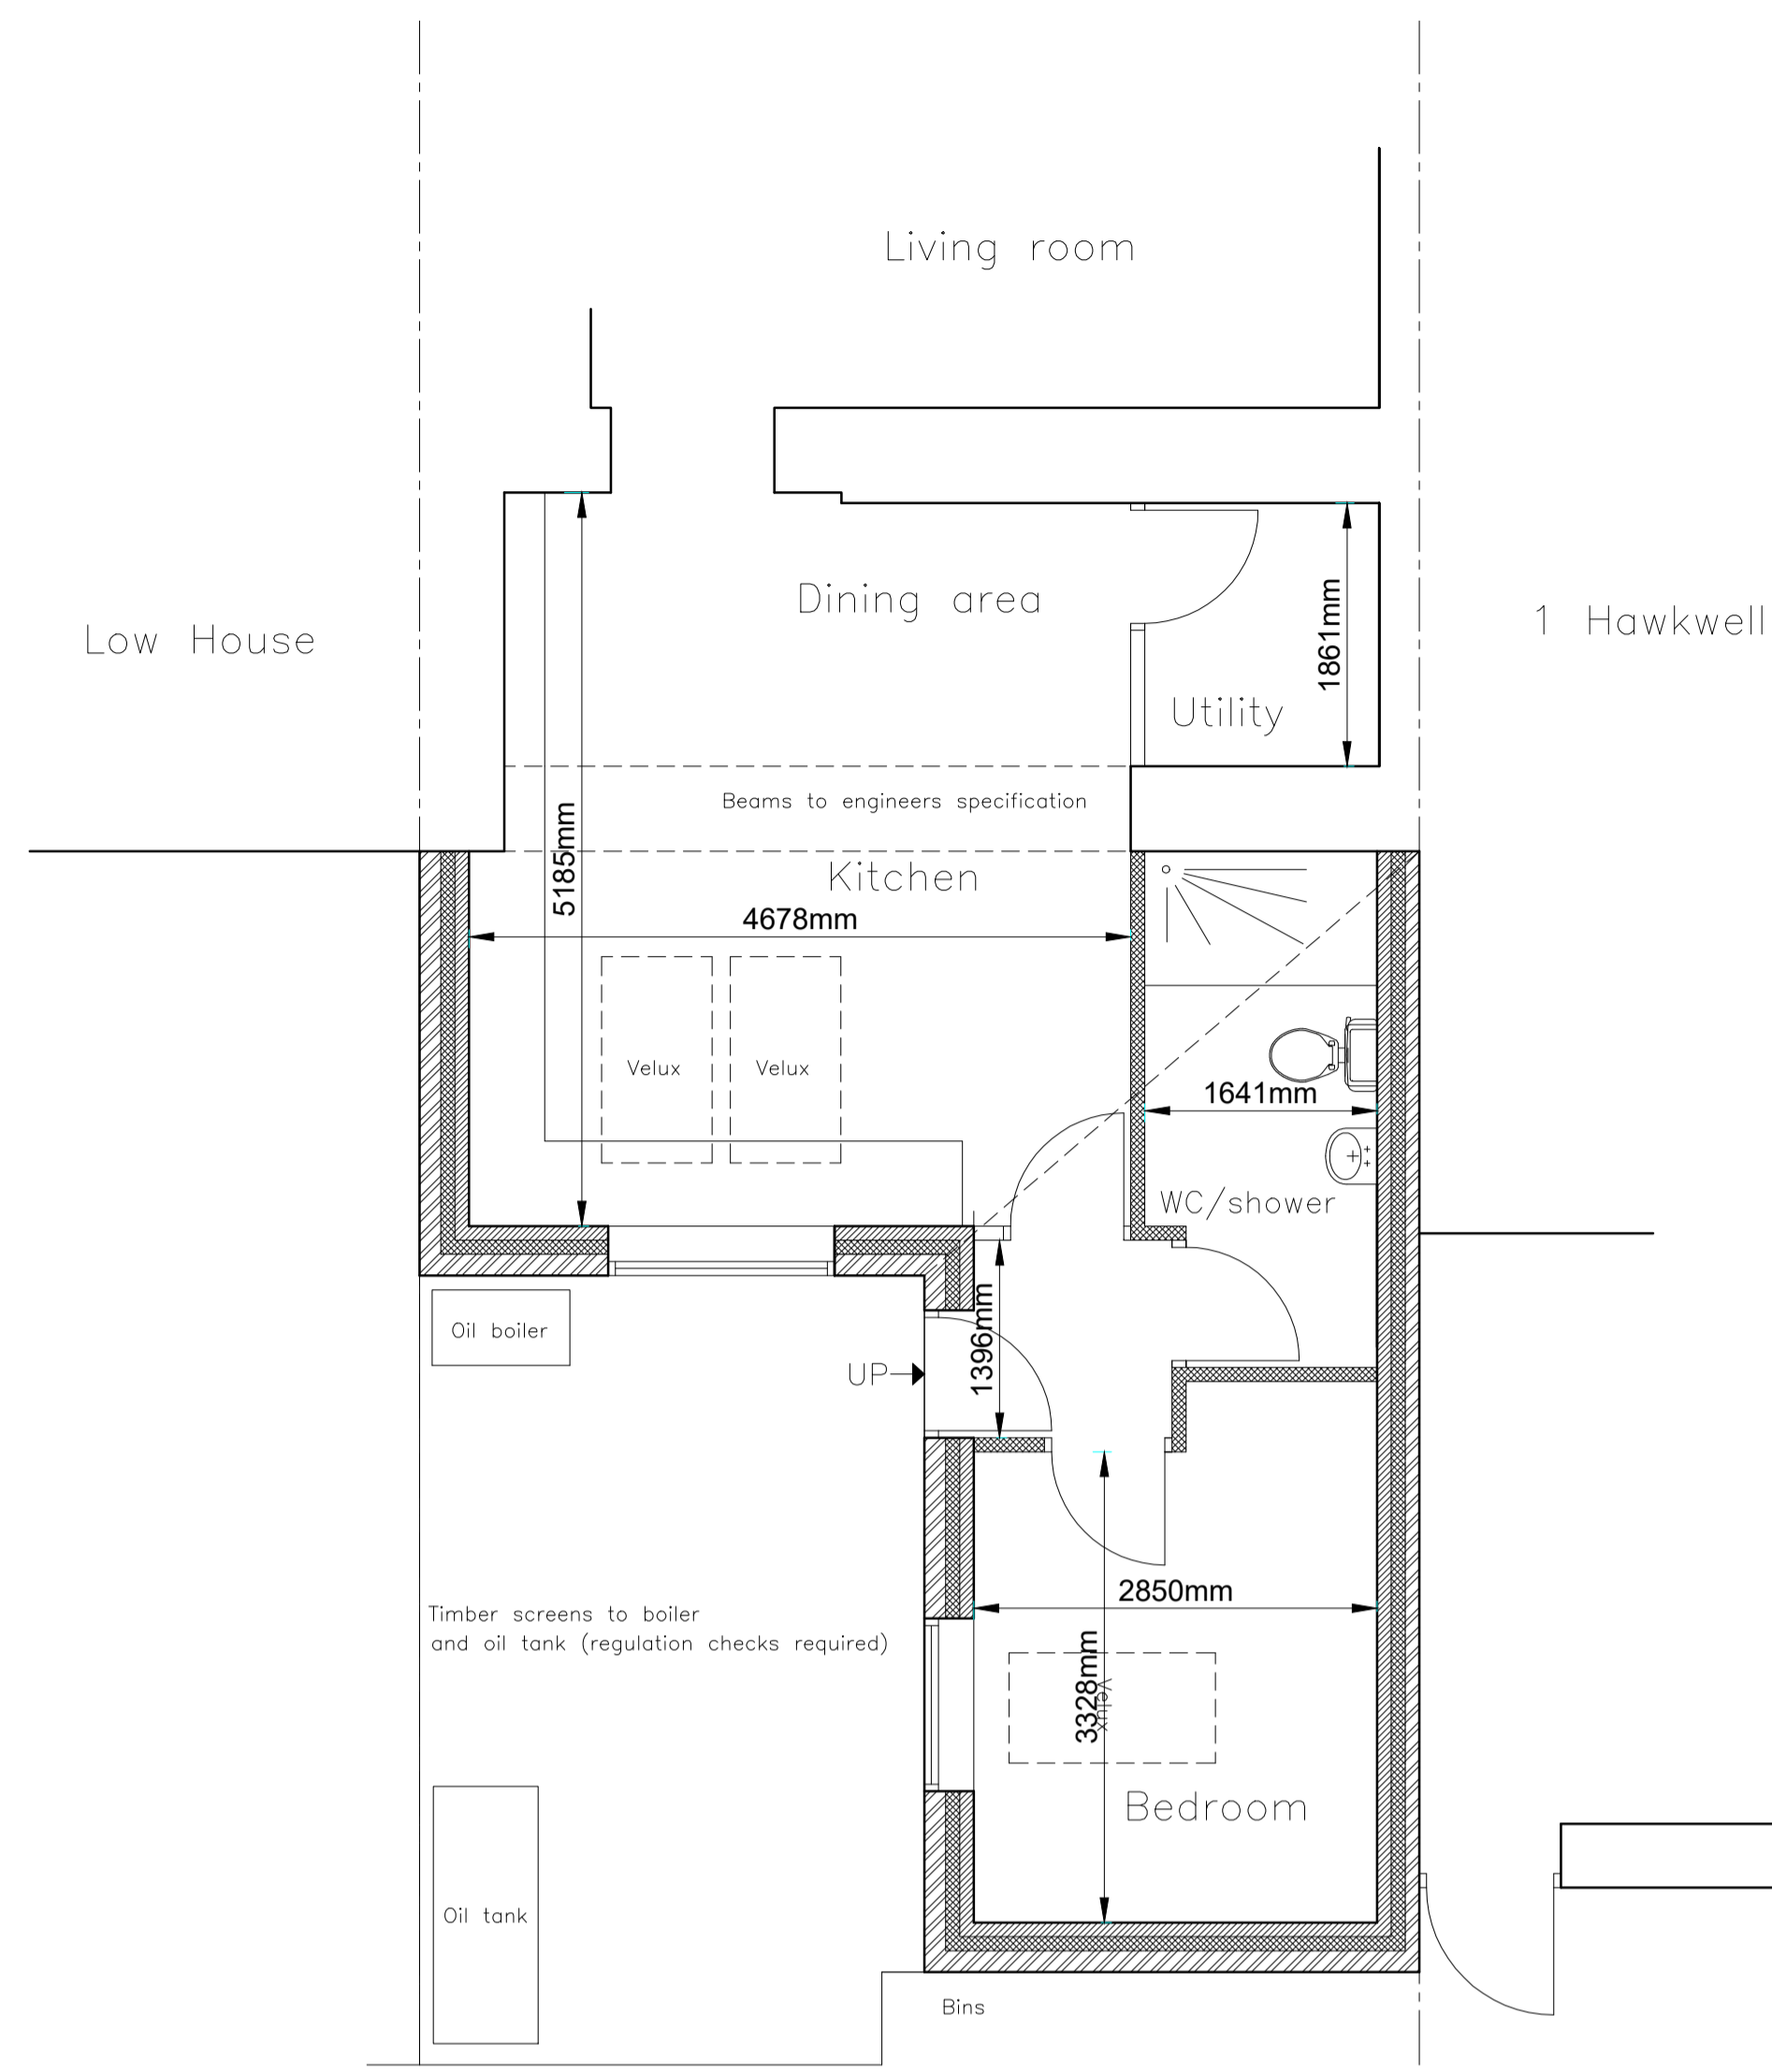 Living room
Dining area
Low House
1 Hawkwell
1861mm
Utility
Beams to engineers specification
5185mm
Kitchen
4678mm
Velux
Velux
1641mm
WC/shower
Oil boiler
1396mm
UP
2850mm
Timber screens to boiler
and oil tank (regulation checks required)
3328mm
Velux
Bedroom
Oil tank
Bins